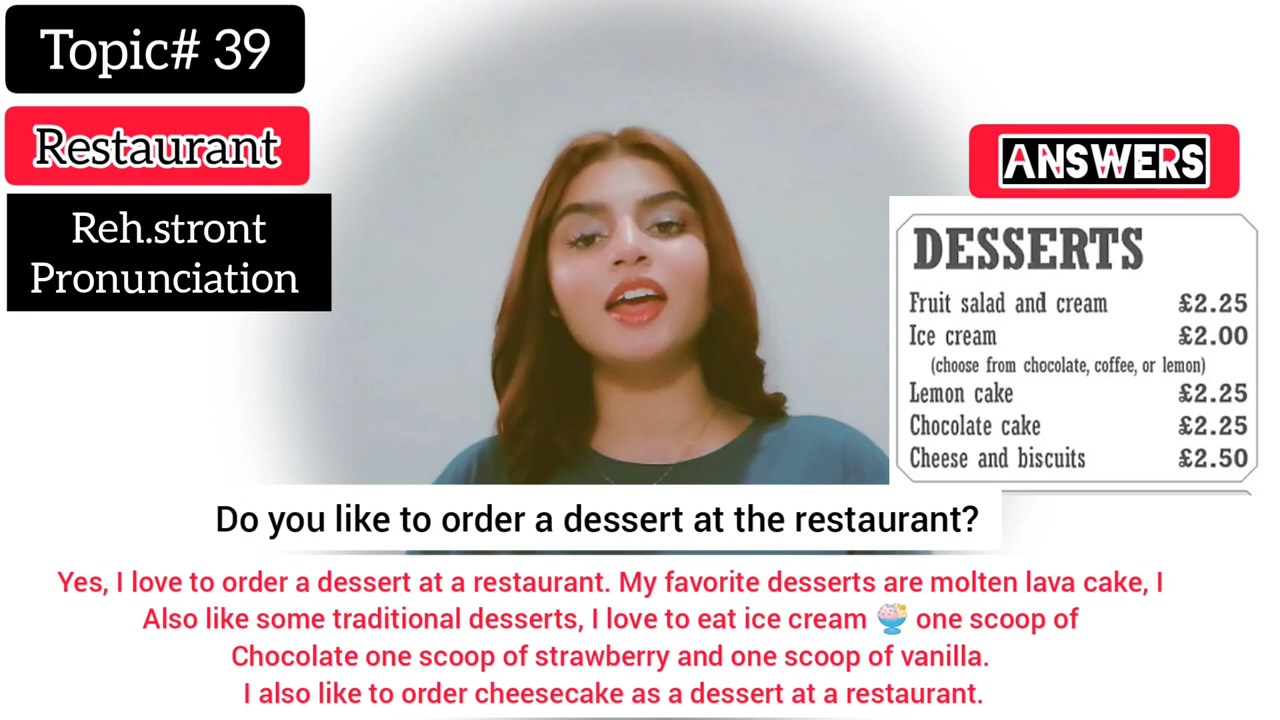 Topic# 39
Restaurant
Reh.stront
Pronunciation
ANSWERS
DESSERTS
Fruit salad and cream £2.25
Ice cream £2.00
(choose from chocolate, coffee, or lemon)
Lemon cake £2.25
Chocolate cake £2.25
Cheese and biscuits £2.50
Do you like to order a dessert at the restaurant?
Yes, I love to order a dessert at a restaurant. My favorite desserts are molten lava cake, I
Also like some traditional desserts, I love to eat ice cream 🍨 one scoop of
Chocolate one scoop of strawberry and one scoop of vanilla.
I also like to order cheesecake as a dessert at a restaurant.